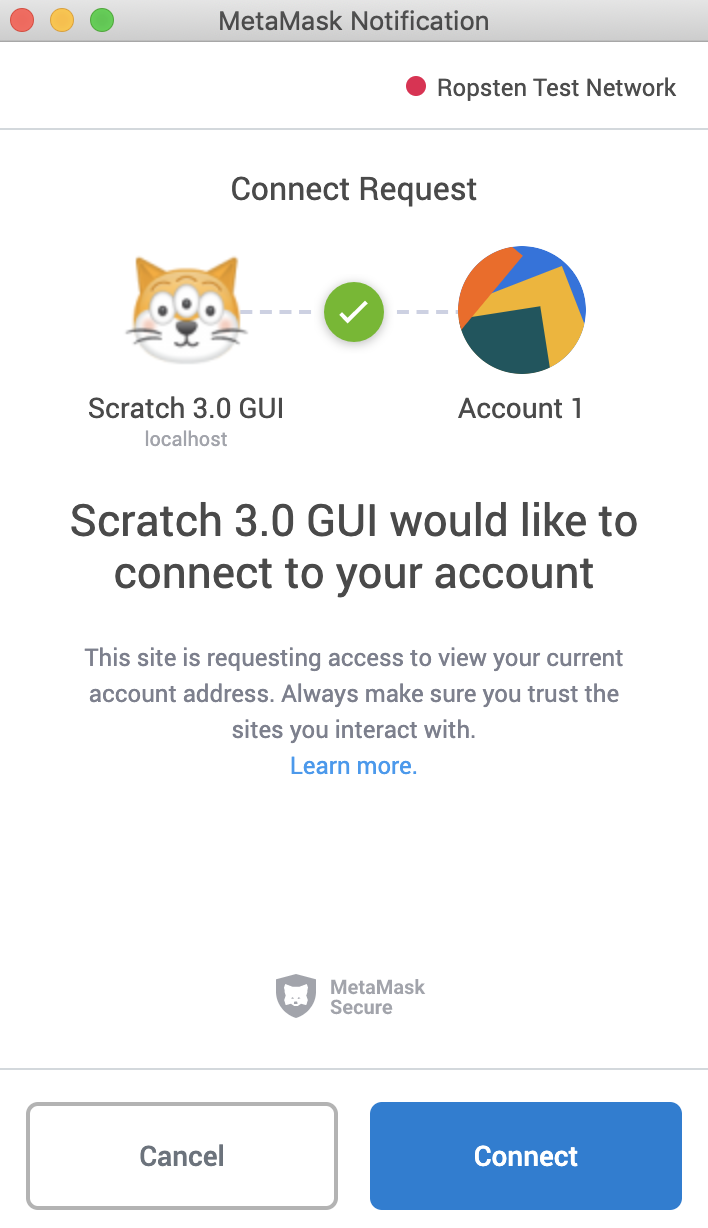 MetaMask Notification
Ropsten Test Network
Connect Request
Scratch 3.0 GUI
localhost
Account 1
Scratch 3.0 GUI would like to
connect to your account
This site is requesting access to view your current
account address. Always make sure you trust the
sites you interact with.
Learn more.
MetaMask
Secure
Cancel
Connect